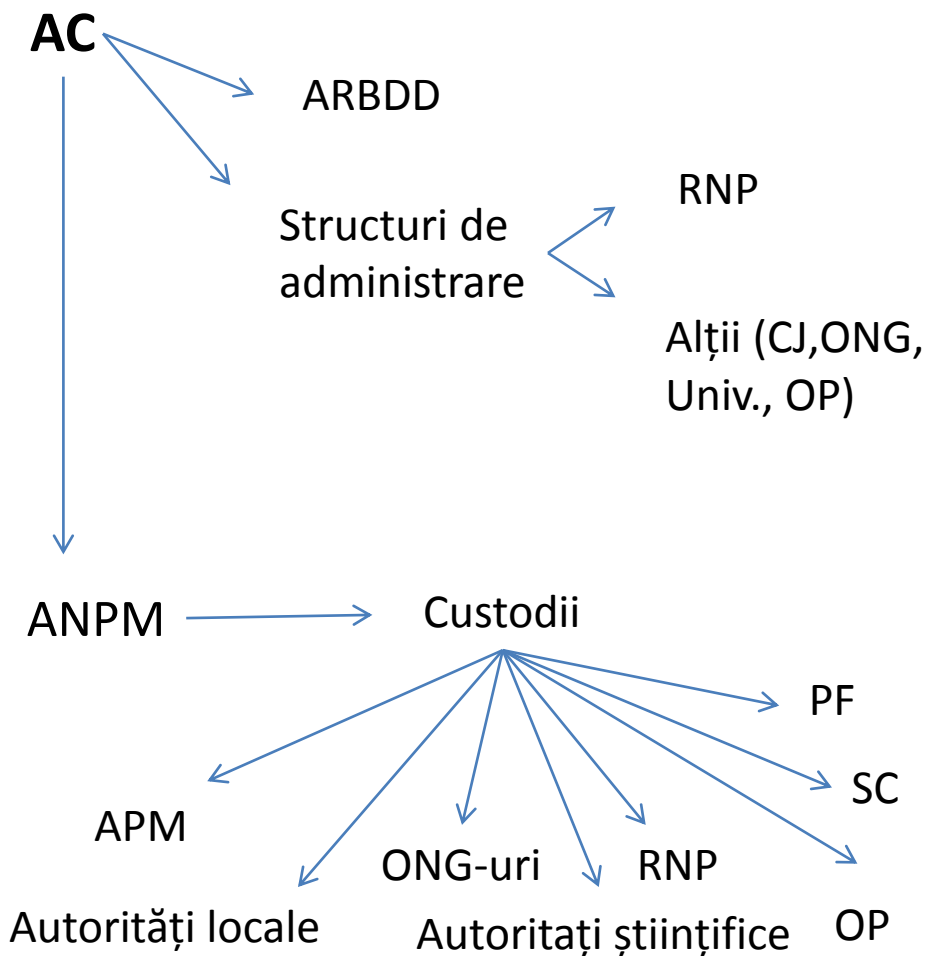 AC
ARBDD
RNP
Structuri de
administrare
Alții (CJ,ONG,
Univ., OP)
ANPM
Custodii
PF
SC
APM
ONG-uri
RNP
Autorități locale
Autoritați științifice
OP